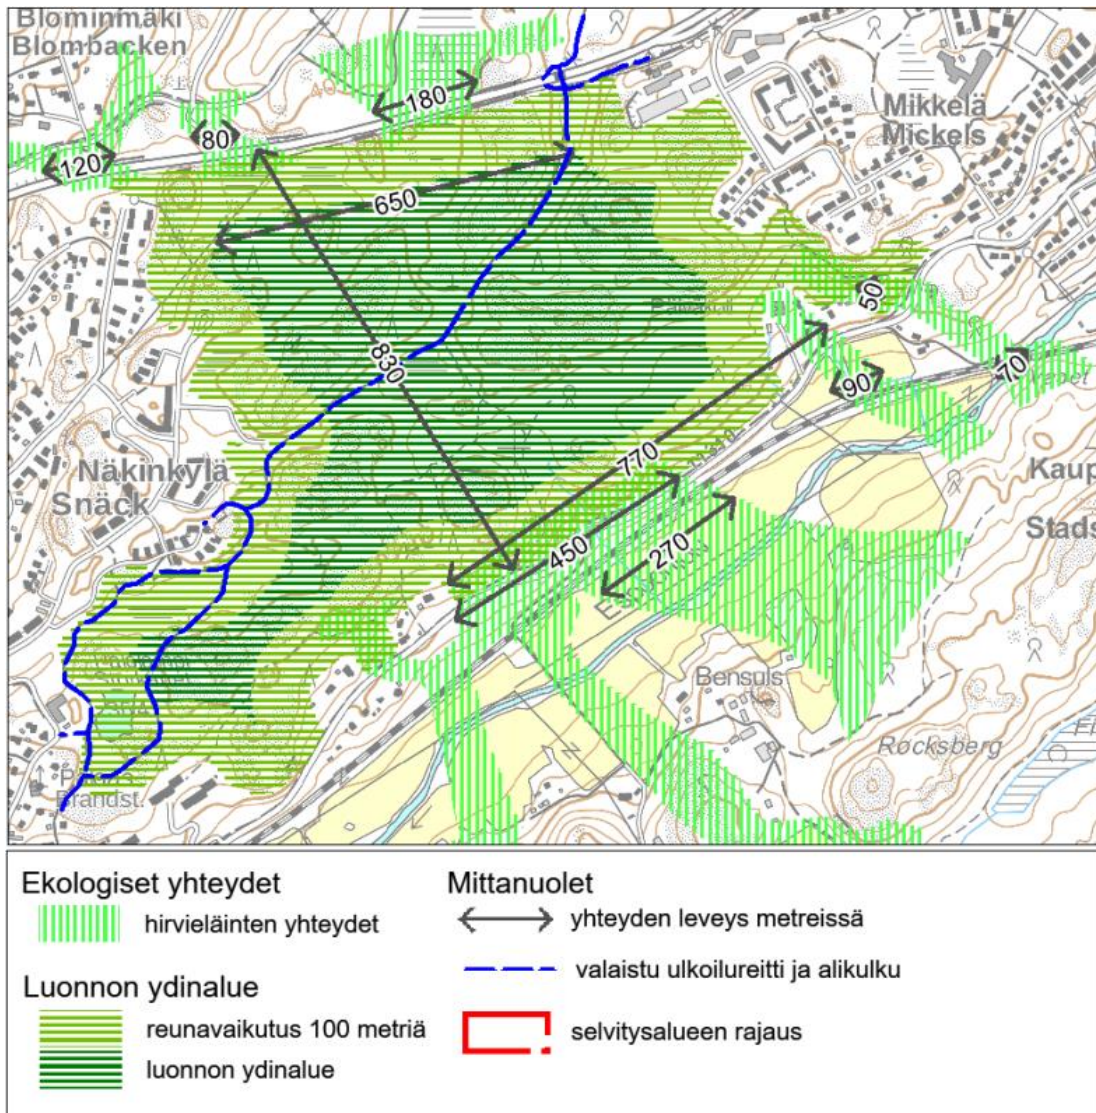 Blominmäki
Blombacken
40
180
Mikkelä
Mickels
80
120
650
50
830
70
90
770
Näkinkylä
Snäck
Kaup
Stads
450
270
Bensuls
Röcksberg
Brandst.
Ekologiset yhteydet
hirvieläinten yhteydet
Luonnon ydinalue
reunavaikutus 100 metriä
luonnon ydinalue
Mittanuolet
yhteyden leveys metreissä
valaistu ulkoilureitti ja alikulku
selvitysalueen rajaus